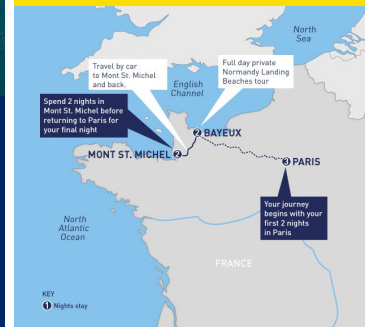 North
Sea
Full day private
Normandy Landing
Beaches tour
Travel by car
to Mont St. Michel
and back.
English
Channel
Spend 2 nights in
Mont St. Michel before
returning to Paris for
your final night
2 BAYEUX
MONT ST. MICHEL 2
3 PARIS
Your journey
begins with your
first 2 nights
in Paris
North
Atlantic
Ocean
FRANCE
KEY
1 Nights stay